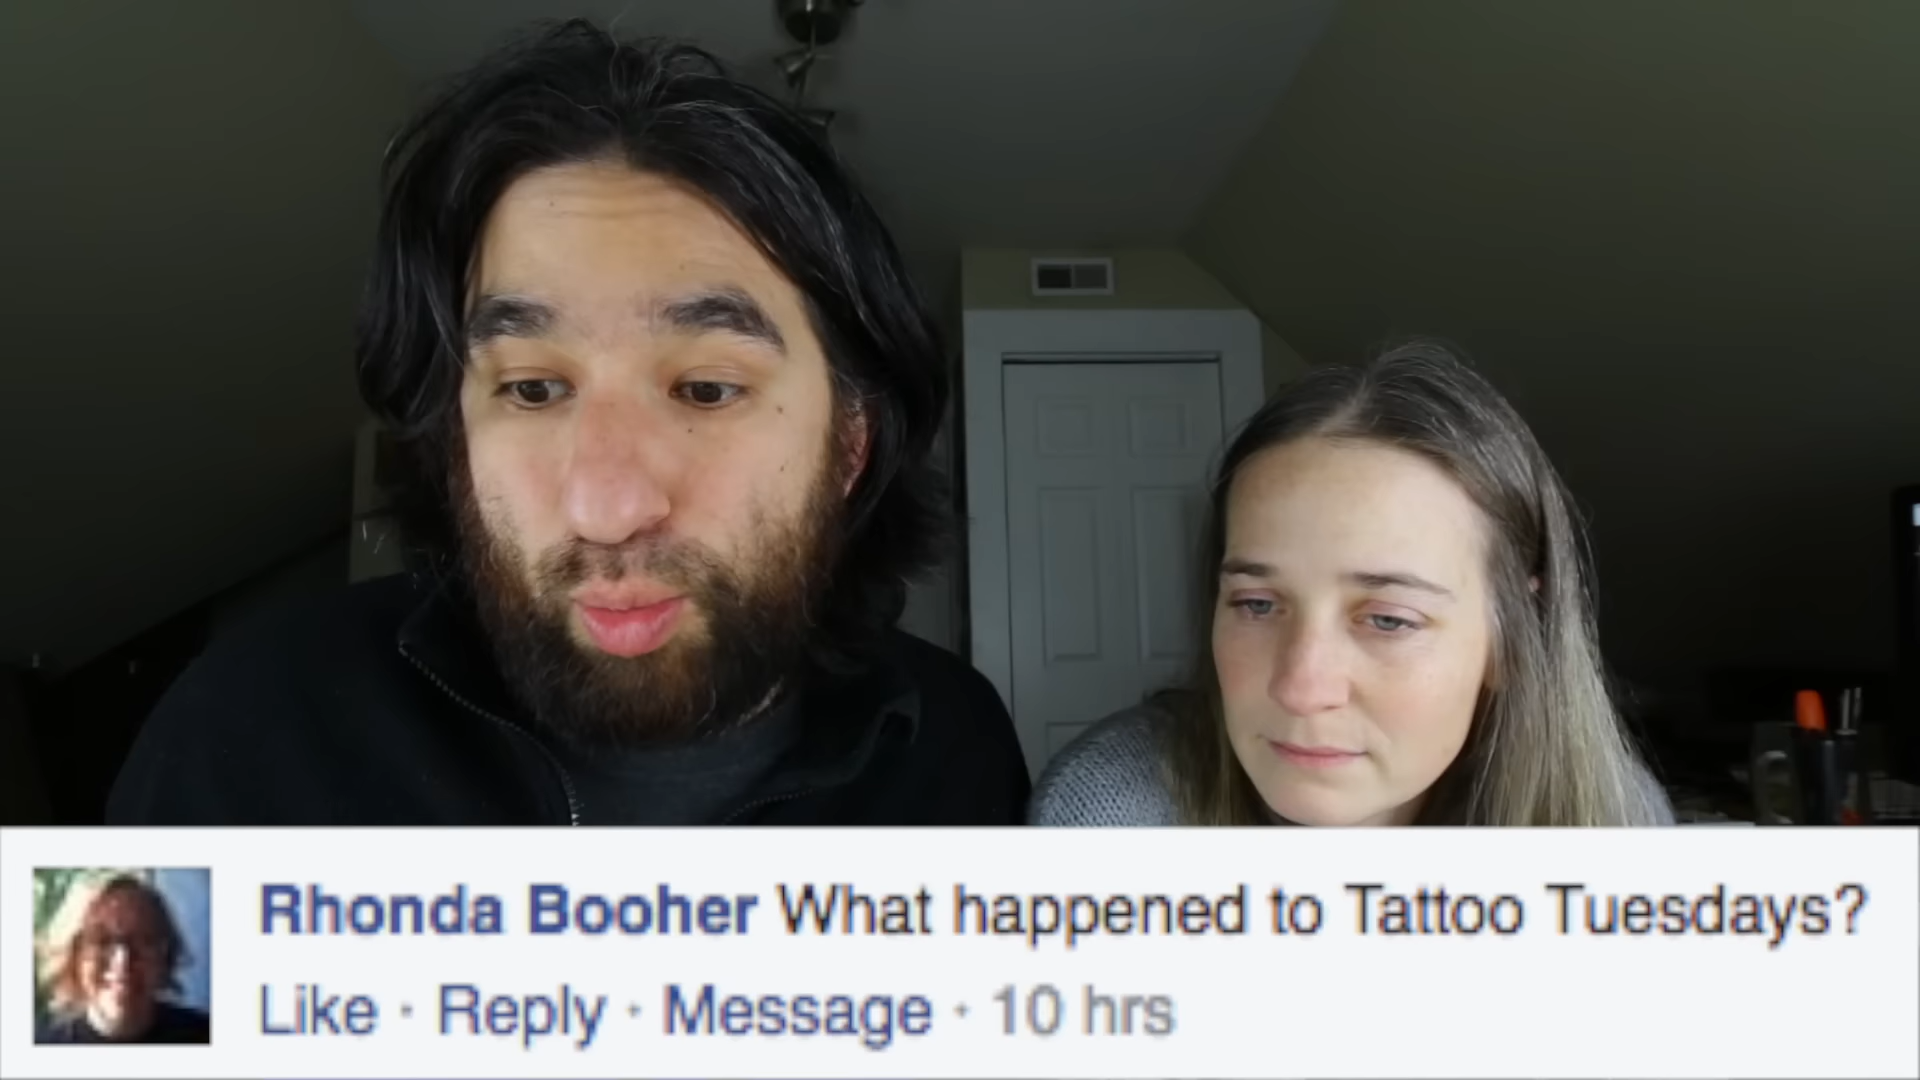 Rhonda Booher What happened to Tattoo Tuesdays?
Like · Reply · Message · 10 hrs